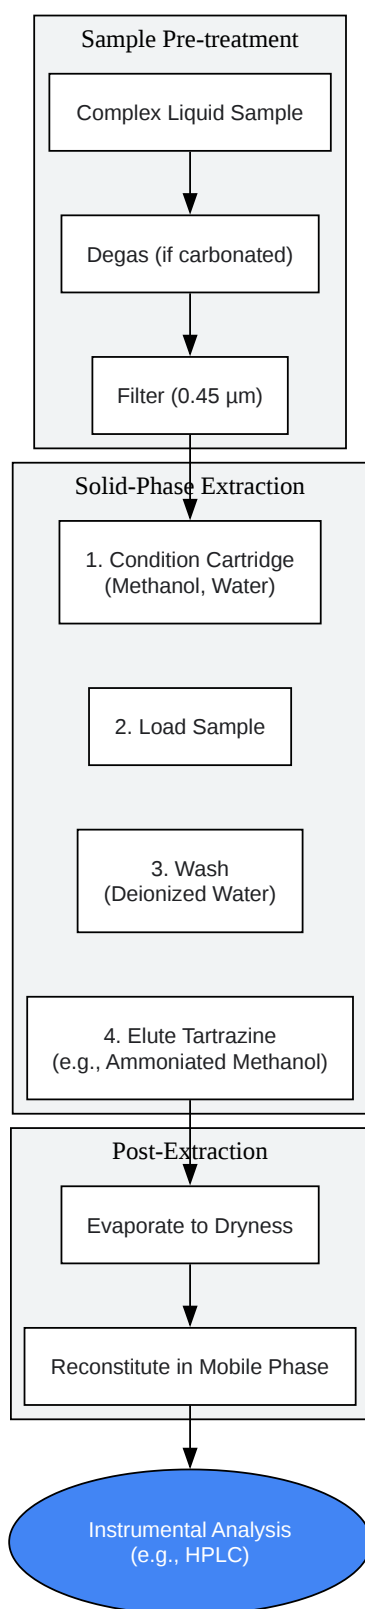 Sample Pre-treatment
Complex Liquid Sample
Degas (if carbonated)
Filter (0.45 µm)
Solid-Phase Extraction
1. Condition Cartridge
(Methanol, Water)
2. Load Sample
3. Wash
(Deionized Water)
4. Elute Tartrazine
(e.g., Ammoniated Methanol)
Post-Extraction
Evaporate to Dryness
Reconstitute in Mobile Phase
Instrumental Analysis
(e.g., HPLC)